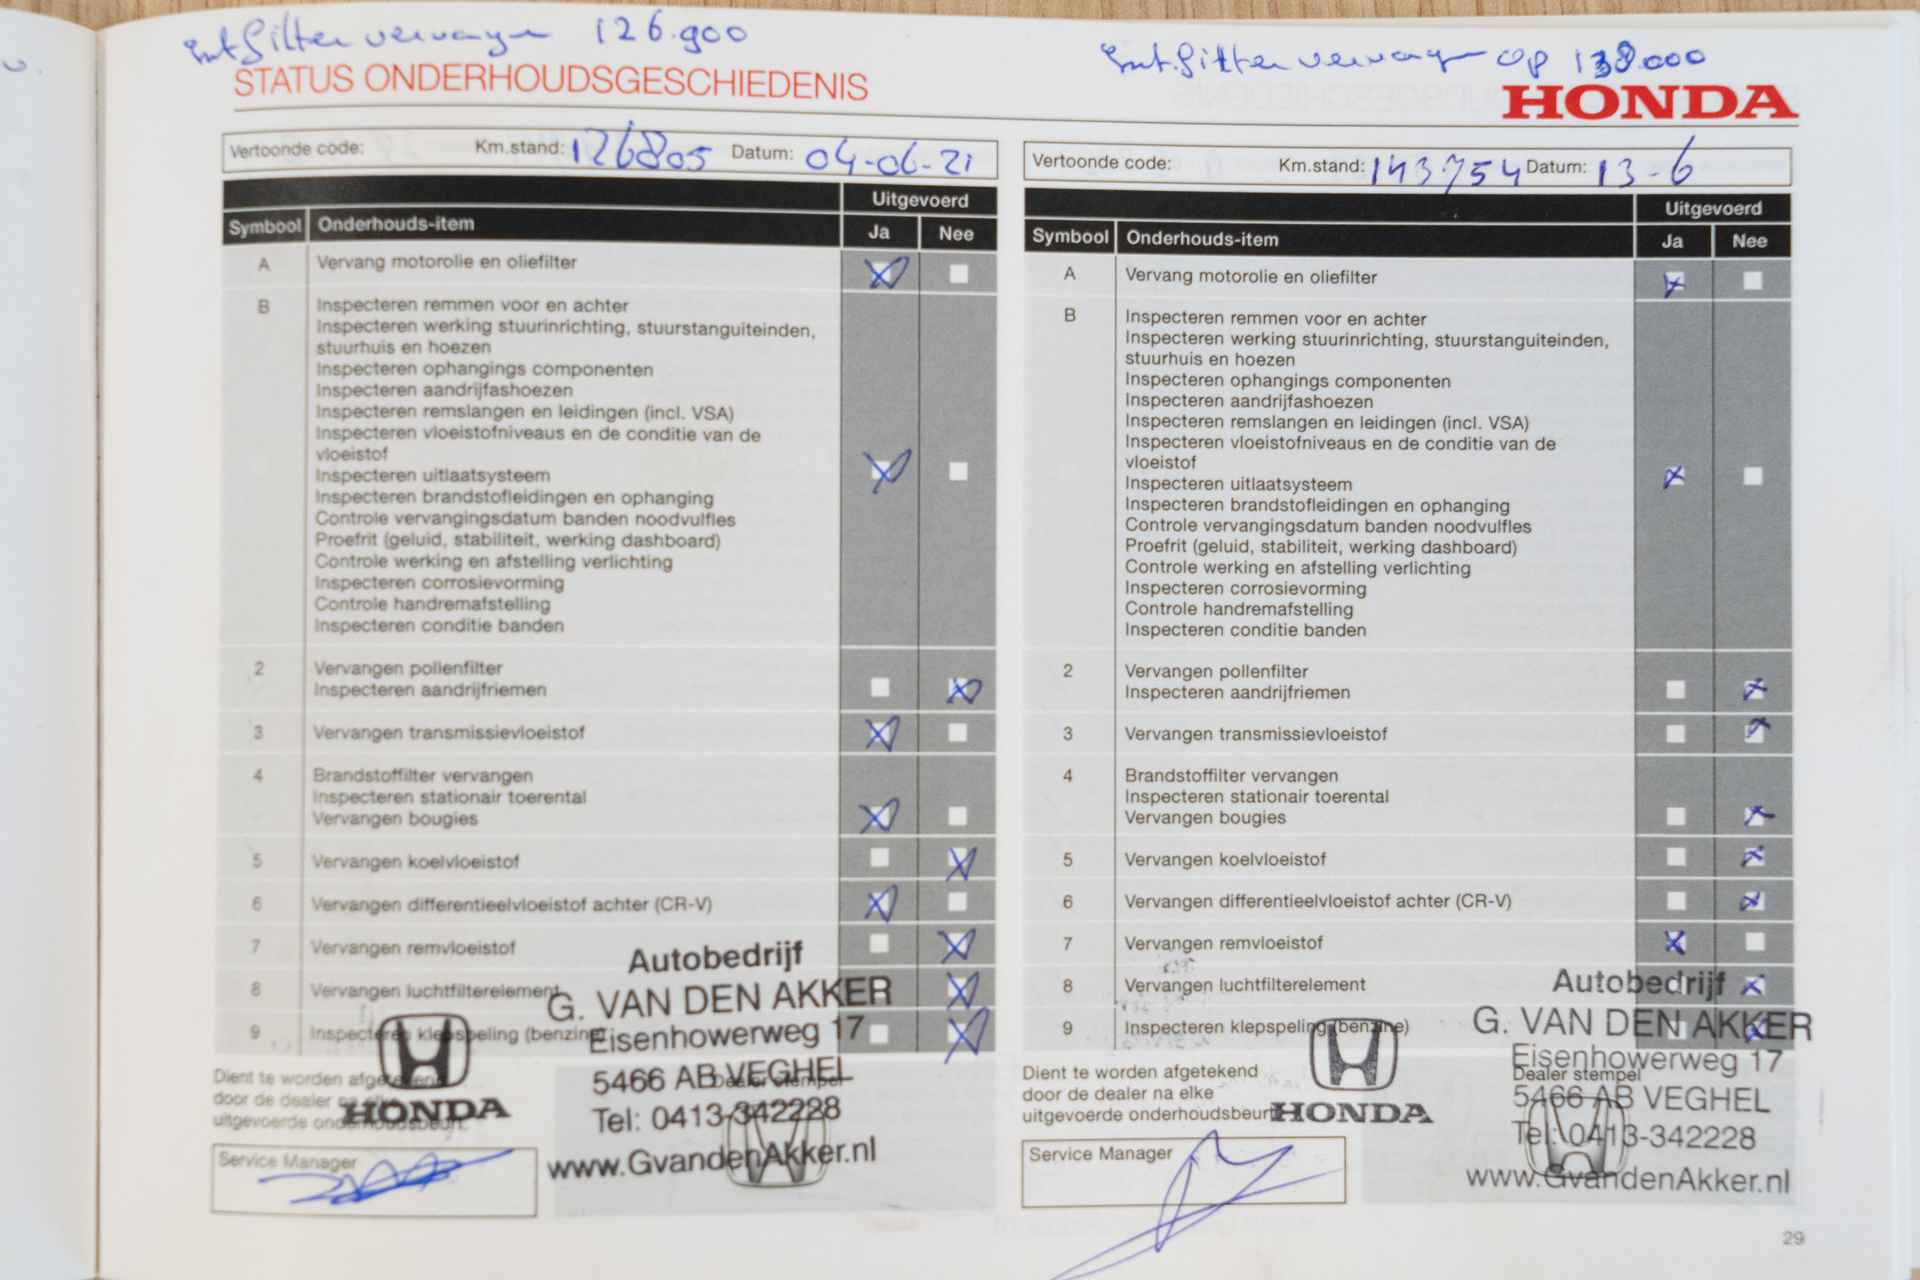 Int filter vervangen 126.900
STATUS ONDERHOUDSGESCHIEDENIS
Vertoonde code: Km.stand: 126805 Datum: 04-06-21
Uitgevoerd
Symbool Onderhouds-item Ja Nee
A Vervang motorolie en oliefilter
B Inspecteren remmen voor en achter
Inspecteren werking stuurinrichting, stuurstanguiteinden,
stuurhuis en hoezen
Inspecteren ophangings componenten
Inspecteren aandrijfashoezen
Inspecteren remslangen en leidingen (incl. VSA)
Inspecteren vloeistofniveaus en de conditie van de
vloeistof
Inspecteren uitlaatsysteem
Inspecteren brandstofleidingen en ophanging
Controle vervangingsdatum banden noodvulfles
Proefrit (geluid, stabiliteit, werking dashboard)
Controle werking en afstelling verlichting
Inspecteren corrosievorming
Controle handremafstelling
Inspecteren conditie banden
2 Vervangen pollenfilter
Inspecteren aandrijfriemen
3 Vervangen transmissievloeistof
4 Brandstoffilter vervangen
Inspecteren stationair toerental
Vervangen bougies
5 Vervangen koelvloeistof
6 Vervangen differentieelvloeistof achter (CR-V)
7 Vervangen remvloeistof
8 Vervangen luchtfilterelement
9 Inspecteren klepspeling (benzine)
Dient te worden afgetekend
door de dealer na elke
uitgevoerde onderhoudsbeurt.
HONDA
Service Manager
Dealer stempel
Autobedrijf
G. VAN DEN AKKER
Eisenhowerweg 17
5466 AB VEGHEL
Tel: 0413-342228
www.GvandenAkker.nl
Int. filter vervangen op 138.000
HONDA
Vertoonde code: Km.stand: 143754 Datum: 13-6
Uitgevoerd
Symbool Onderhouds-item Ja Nee
A Vervang motorolie en oliefilter
B Inspecteren remmen voor en achter
Inspecteren werking stuurinrichting, stuurstanguiteinden,
stuurhuis en hoezen
Inspecteren ophangings componenten
Inspecteren aandrijfashoezen
Inspecteren remslangen en leidingen (incl. VSA)
Inspecteren vloeistofniveaus en de conditie van de
vloeistof
Inspecteren uitlaatsysteem
Inspecteren brandstofleidingen en ophanging
Controle vervangingsdatum banden noodvulfles
Proefrit (geluid, stabiliteit, werking dashboard)
Controle werking en afstelling verlichting
Inspecteren corrosievorming
Controle handremafstelling
Inspecteren conditie banden
2 Vervangen pollenfilter
Inspecteren aandrijfriemen
3 Vervangen transmissievloeistof
4 Brandstoffilter vervangen
Inspecteren stationair toerental
Vervangen bougies
5 Vervangen koelvloeistof
6 Vervangen differentieelvloeistof achter (CR-V)
7 Vervangen remvloeistof
8 Vervangen luchtfilterelement
9 Inspecteren klepspeling (benzine)
Dient te worden afgetekend
door de dealer na elke
uitgevoerde onderhoudsbeurt
HONDA
Service Manager
Dealer stempel
Autobedrijf
G. VAN DEN AKKER
Eisenhowerweg 17
5466 AB VEGHEL
Tel: 0413-342228
www.GvandenAkker.nl
29